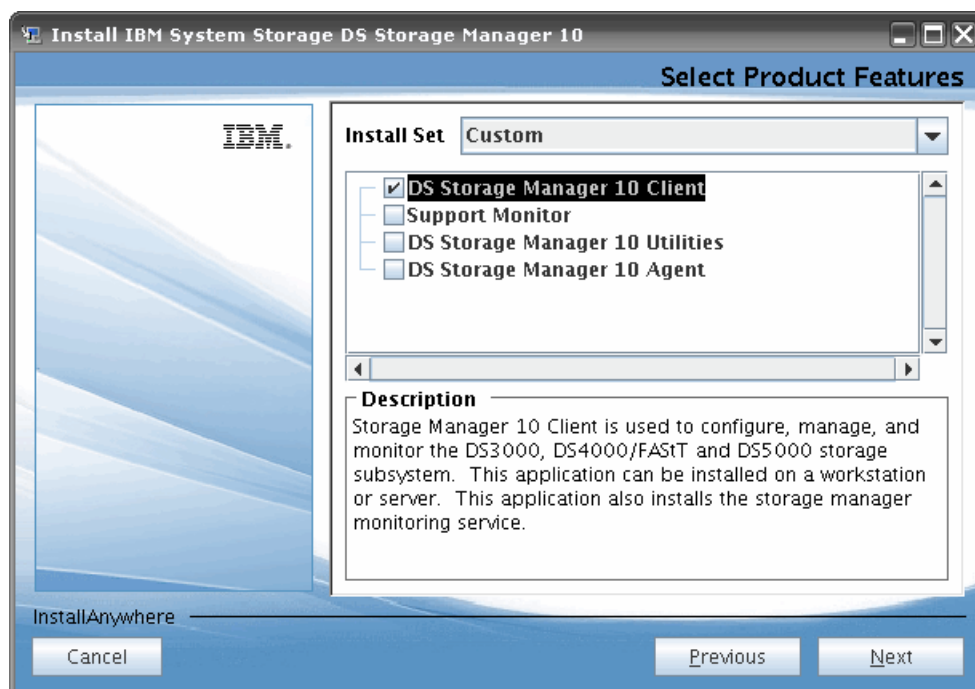 Install IBM System Storage DS Storage Manager 10
Select Product Features
IBM.
Install Set Custom
DS Storage Manager 10 Client
Support Monitor
DS Storage Manager 10 Utilities
DS Storage Manager 10 Agent
Description
Storage Manager 10 Client is used to configure, manage, and
monitor the DS3000, DS4000/FAStT and DS5000 storage
subsystem. This application can be installed on a workstation
or server. This application also installs the storage manager
monitoring service.
InstallAnywhere
Cancel Previous Next